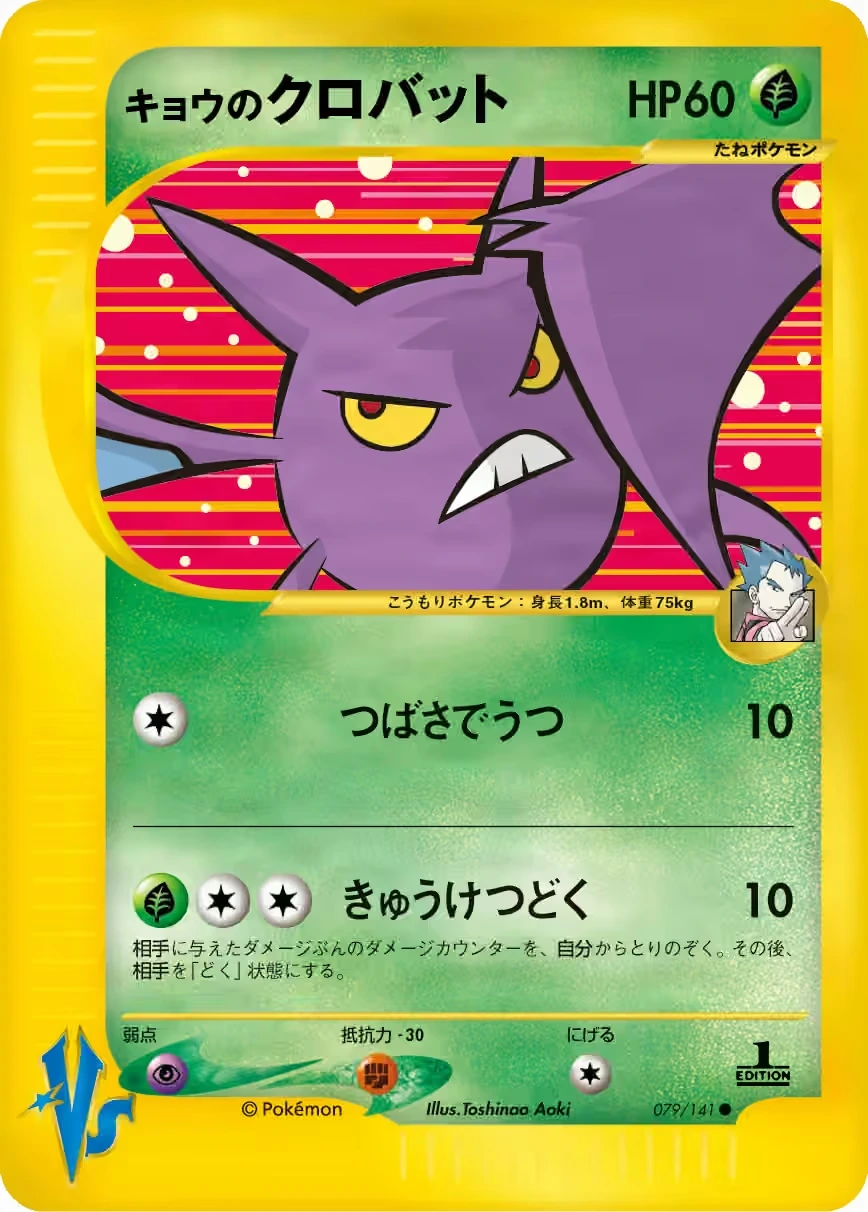 キョウのクロバット HP60
たねポケモン
こうもりポケモン：身長1.8m、体重75kg
つばさでうつ 10
きゅうけつどく 10
相手に与えたダメージぶんのダメージカウンターを、自分からとりのぞく。その後、
相手を「どく」状態にする。
弱点 抵抗力 -30 にげる
1
EDITION
VS
©Pokémon Illus.Toshinao Aoki 079/141●